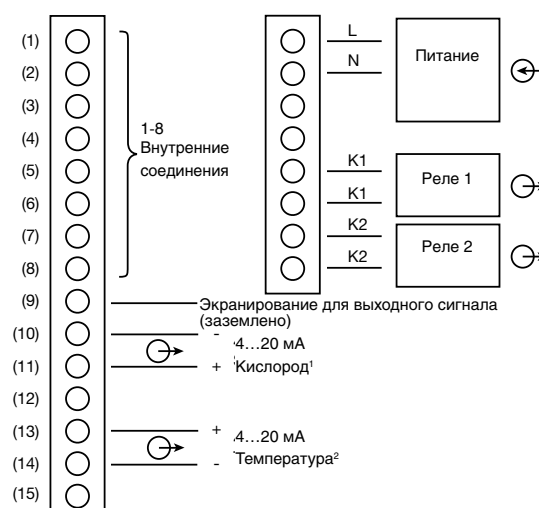 (1)
(2)
(3)
(4)
(5)
(6)
(7)
(8)
(9)
(10)
(11)
(12)
(13)
(14)
(15)
1-8
Внутренние
соединения
L
N
Питание
K1
K1
Реле 1
K2
K2
Реле 2
Экранирование для выходного сигнала
(заземлено)
-
4…20 мА
+ Кислород¹
+
4…20 мА
Температура²
-